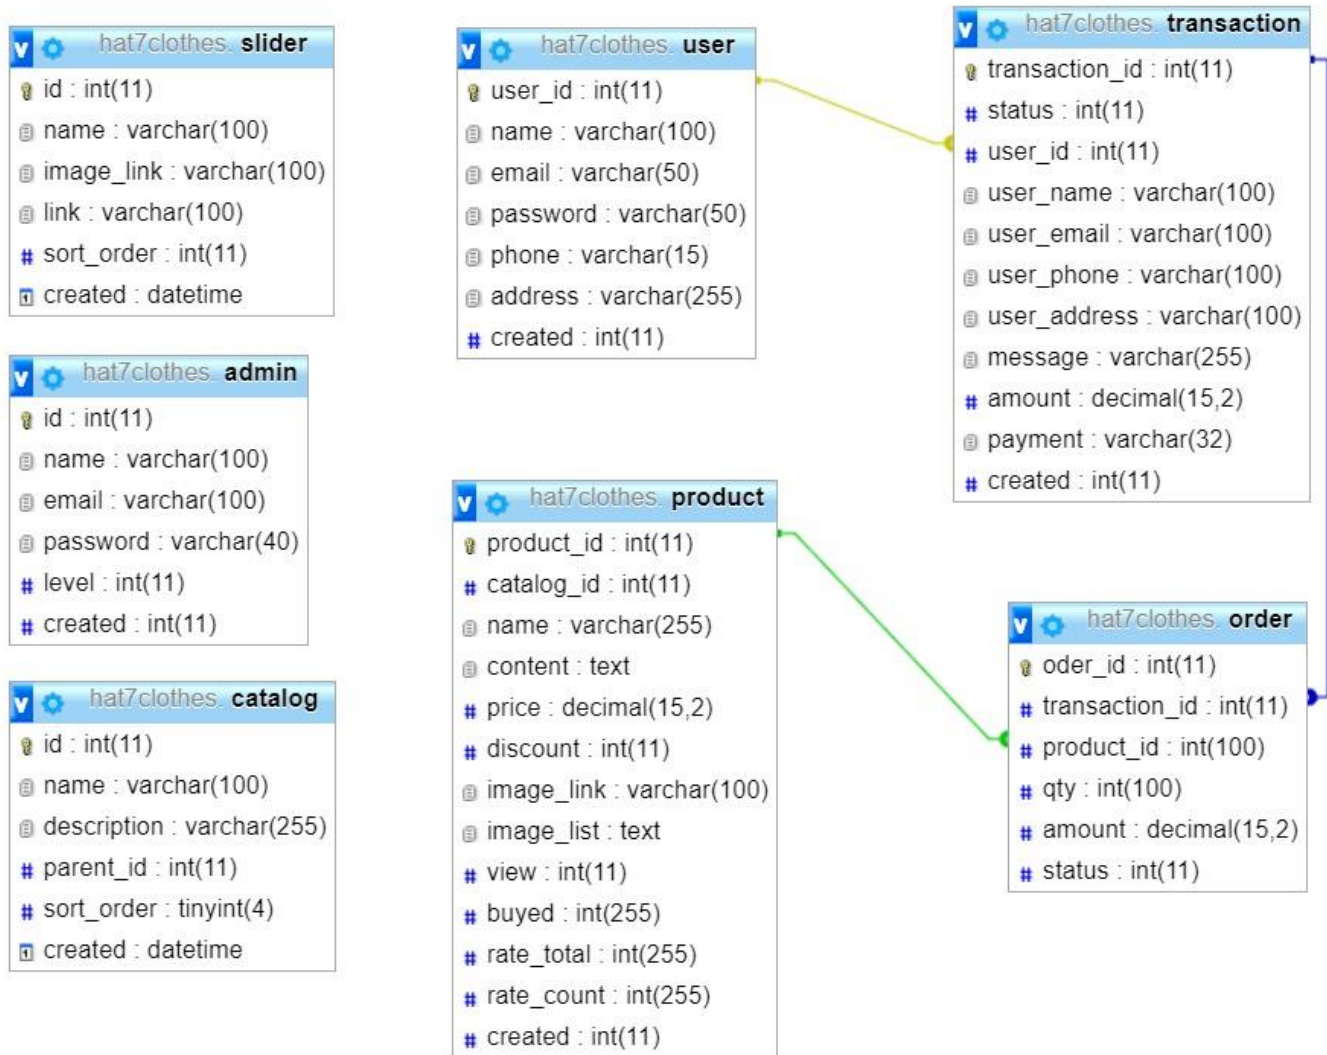 hat7clothes. slider
id : int(11)
name : varchar(100)
image_link : varchar(100)
link : varchar(100)
sort_order : int(11)
created : datetime
hat7clothes. admin
id : int(11)
name : varchar(100)
email : varchar(100)
password : varchar(40)
level : int(11)
created : int(11)
hat7clothes. catalog
id : int(11)
name : varchar(100)
description : varchar(255)
parent_id : int(11)
sort_order : tinyint(4)
created : datetime
hat7clothes. user
user_id : int(11)
name : varchar(100)
email : varchar(50)
password : varchar(50)
phone : varchar(15)
address : varchar(255)
created : int(11)
hat7clothes. product
product_id : int(11)
catalog_id : int(11)
name : varchar(255)
content : text
price : decimal(15,2)
discount : int(11)
image_link : varchar(100)
image_list : text
view : int(11)
buyed : int(255)
rate_total : int(255)
rate_count : int(255)
created : int(11)
hat7clothes. transaction
transaction_id : int(11)
status : int(11)
user_id : int(11)
user_name : varchar(100)
user_email : varchar(100)
user_phone : varchar(100)
user_address : varchar(100)
message : varchar(255)
amount : decimal(15,2)
payment : varchar(32)
created : int(11)
hat7clothes. order
oder_id : int(11)
transaction_id : int(11)
product_id : int(100)
qty : int(100)
amount : decimal(15,2)
status : int(11)